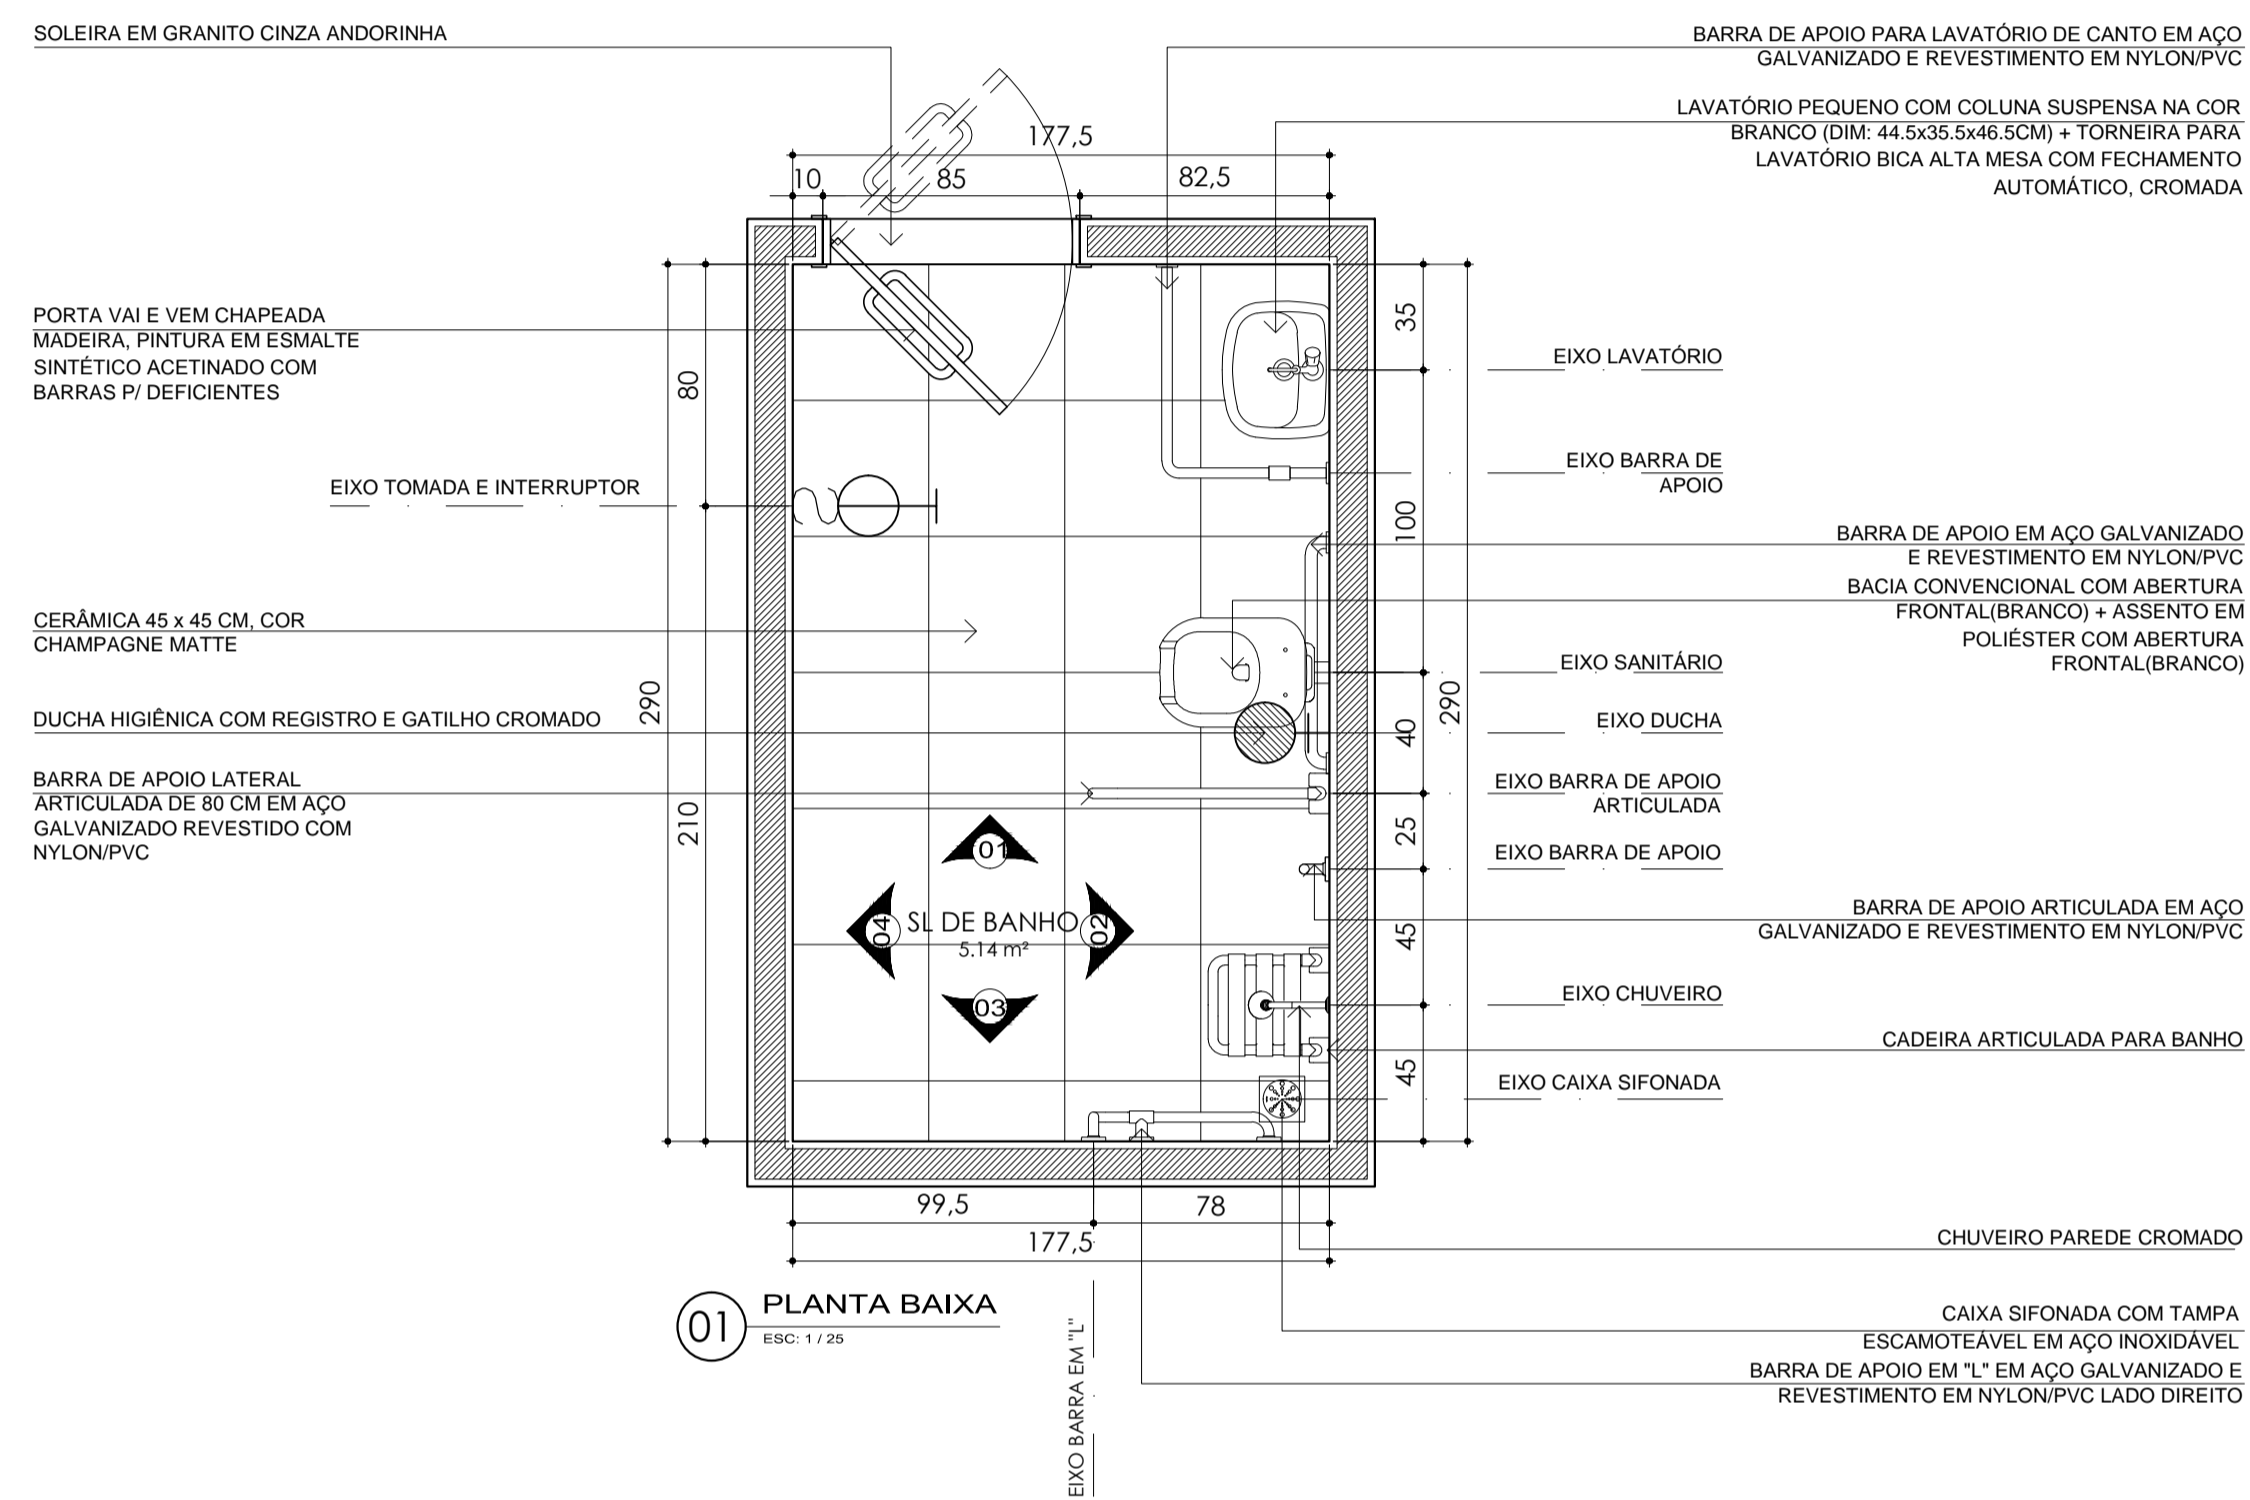 SOLEIRA EM GRANITO CINZA ANDORINHA
BARRA DE APOIO PARA LAVATÓRIO DE CANTO EM AÇO
GALVANIZADO E REVESTIMENTO EM NYLON/PVC
LAVATÓRIO PEQUENO COM COLUNA SUSPENSA NA COR
BRANCO (DIM: 44.5x35.5x46.5CM) + TORNEIRA PARA
LAVATÓRIO BICA ALTA MESA COM FECHAMENTO
AUTOMÁTICO, CROMADA
177,5
10
85
82,5
PORTA VAI E VEM CHAPEADA
MADEIRA, PINTURA EM ESMALTE
SINTÉTICO ACETINADO COM
BARRAS P/ DEFICIENTES
80
35
EIXO LAVATÓRIO
EIXO BARRA DE
APOIO
EIXO TOMADA E INTERRUPTOR
100
BARRA DE APOIO EM AÇO GALVANIZADO
E REVESTIMENTO EM NYLON/PVC
BACIA CONVENCIONAL COM ABERTURA
FRONTAL(BRANCO) + ASSENTO EM
POLIÉSTER COM ABERTURA
FRONTAL(BRANCO)
CERÂMICA 45 x 45 CM, COR
CHAMPAGNE MATTE
EIXO SANITÁRIO
290
290
DUCHA HIGIÊNICA COM REGISTRO E GATILHO CROMADO
40
EIXO DUCHA
BARRA DE APOIO LATERAL
ARTICULADA DE 80 CM EM AÇO
GALVANIZADO REVESTIDO COM
NYLON/PVC
EIXO BARRA DE APOIO
ARTICULADA
210
25
EIXO BARRA DE APOIO
01
04
SL DE BANHO
5.14 m²
02
03
BARRA DE APOIO ARTICULADA EM AÇO
GALVANIZADO E REVESTIMENTO EM NYLON/PVC
45
EIXO CHUVEIRO
CADEIRA ARTICULADA PARA BANHO
45
EIXO CAIXA SIFONADA
99,5
78
177,5
CHUVEIRO PAREDE CROMADO
01
PLANTA BAIXA
ESC: 1 / 25
EIXO BARRA EM "L"
CAIXA SIFONADA COM TAMPA
ESCAMOTEÁVEL EM AÇO INOXIDÁVEL
BARRA DE APOIO EM "L" EM AÇO GALVANIZADO E
REVESTIMENTO EM NYLON/PVC LADO DIREITO